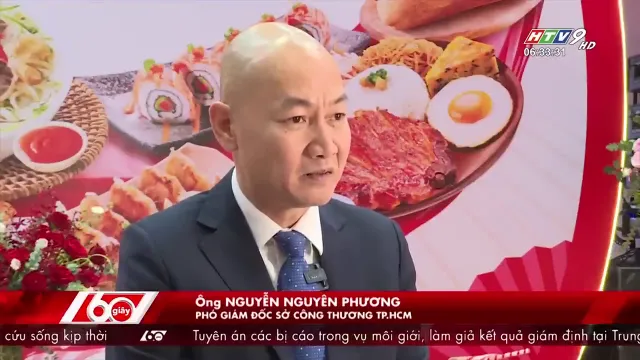 HTV9 HD
06:33:31
60 giây
Ông NGUYỄN NGUYÊN PHƯƠNG
PHÓ GIÁM ĐỐC SỞ CÔNG THƯƠNG TP.HCM
cứu sống kịp thời 60 giây Tuyên án các bị cáo trong vụ môi giới, làm giả kết quả giám định tại Trung